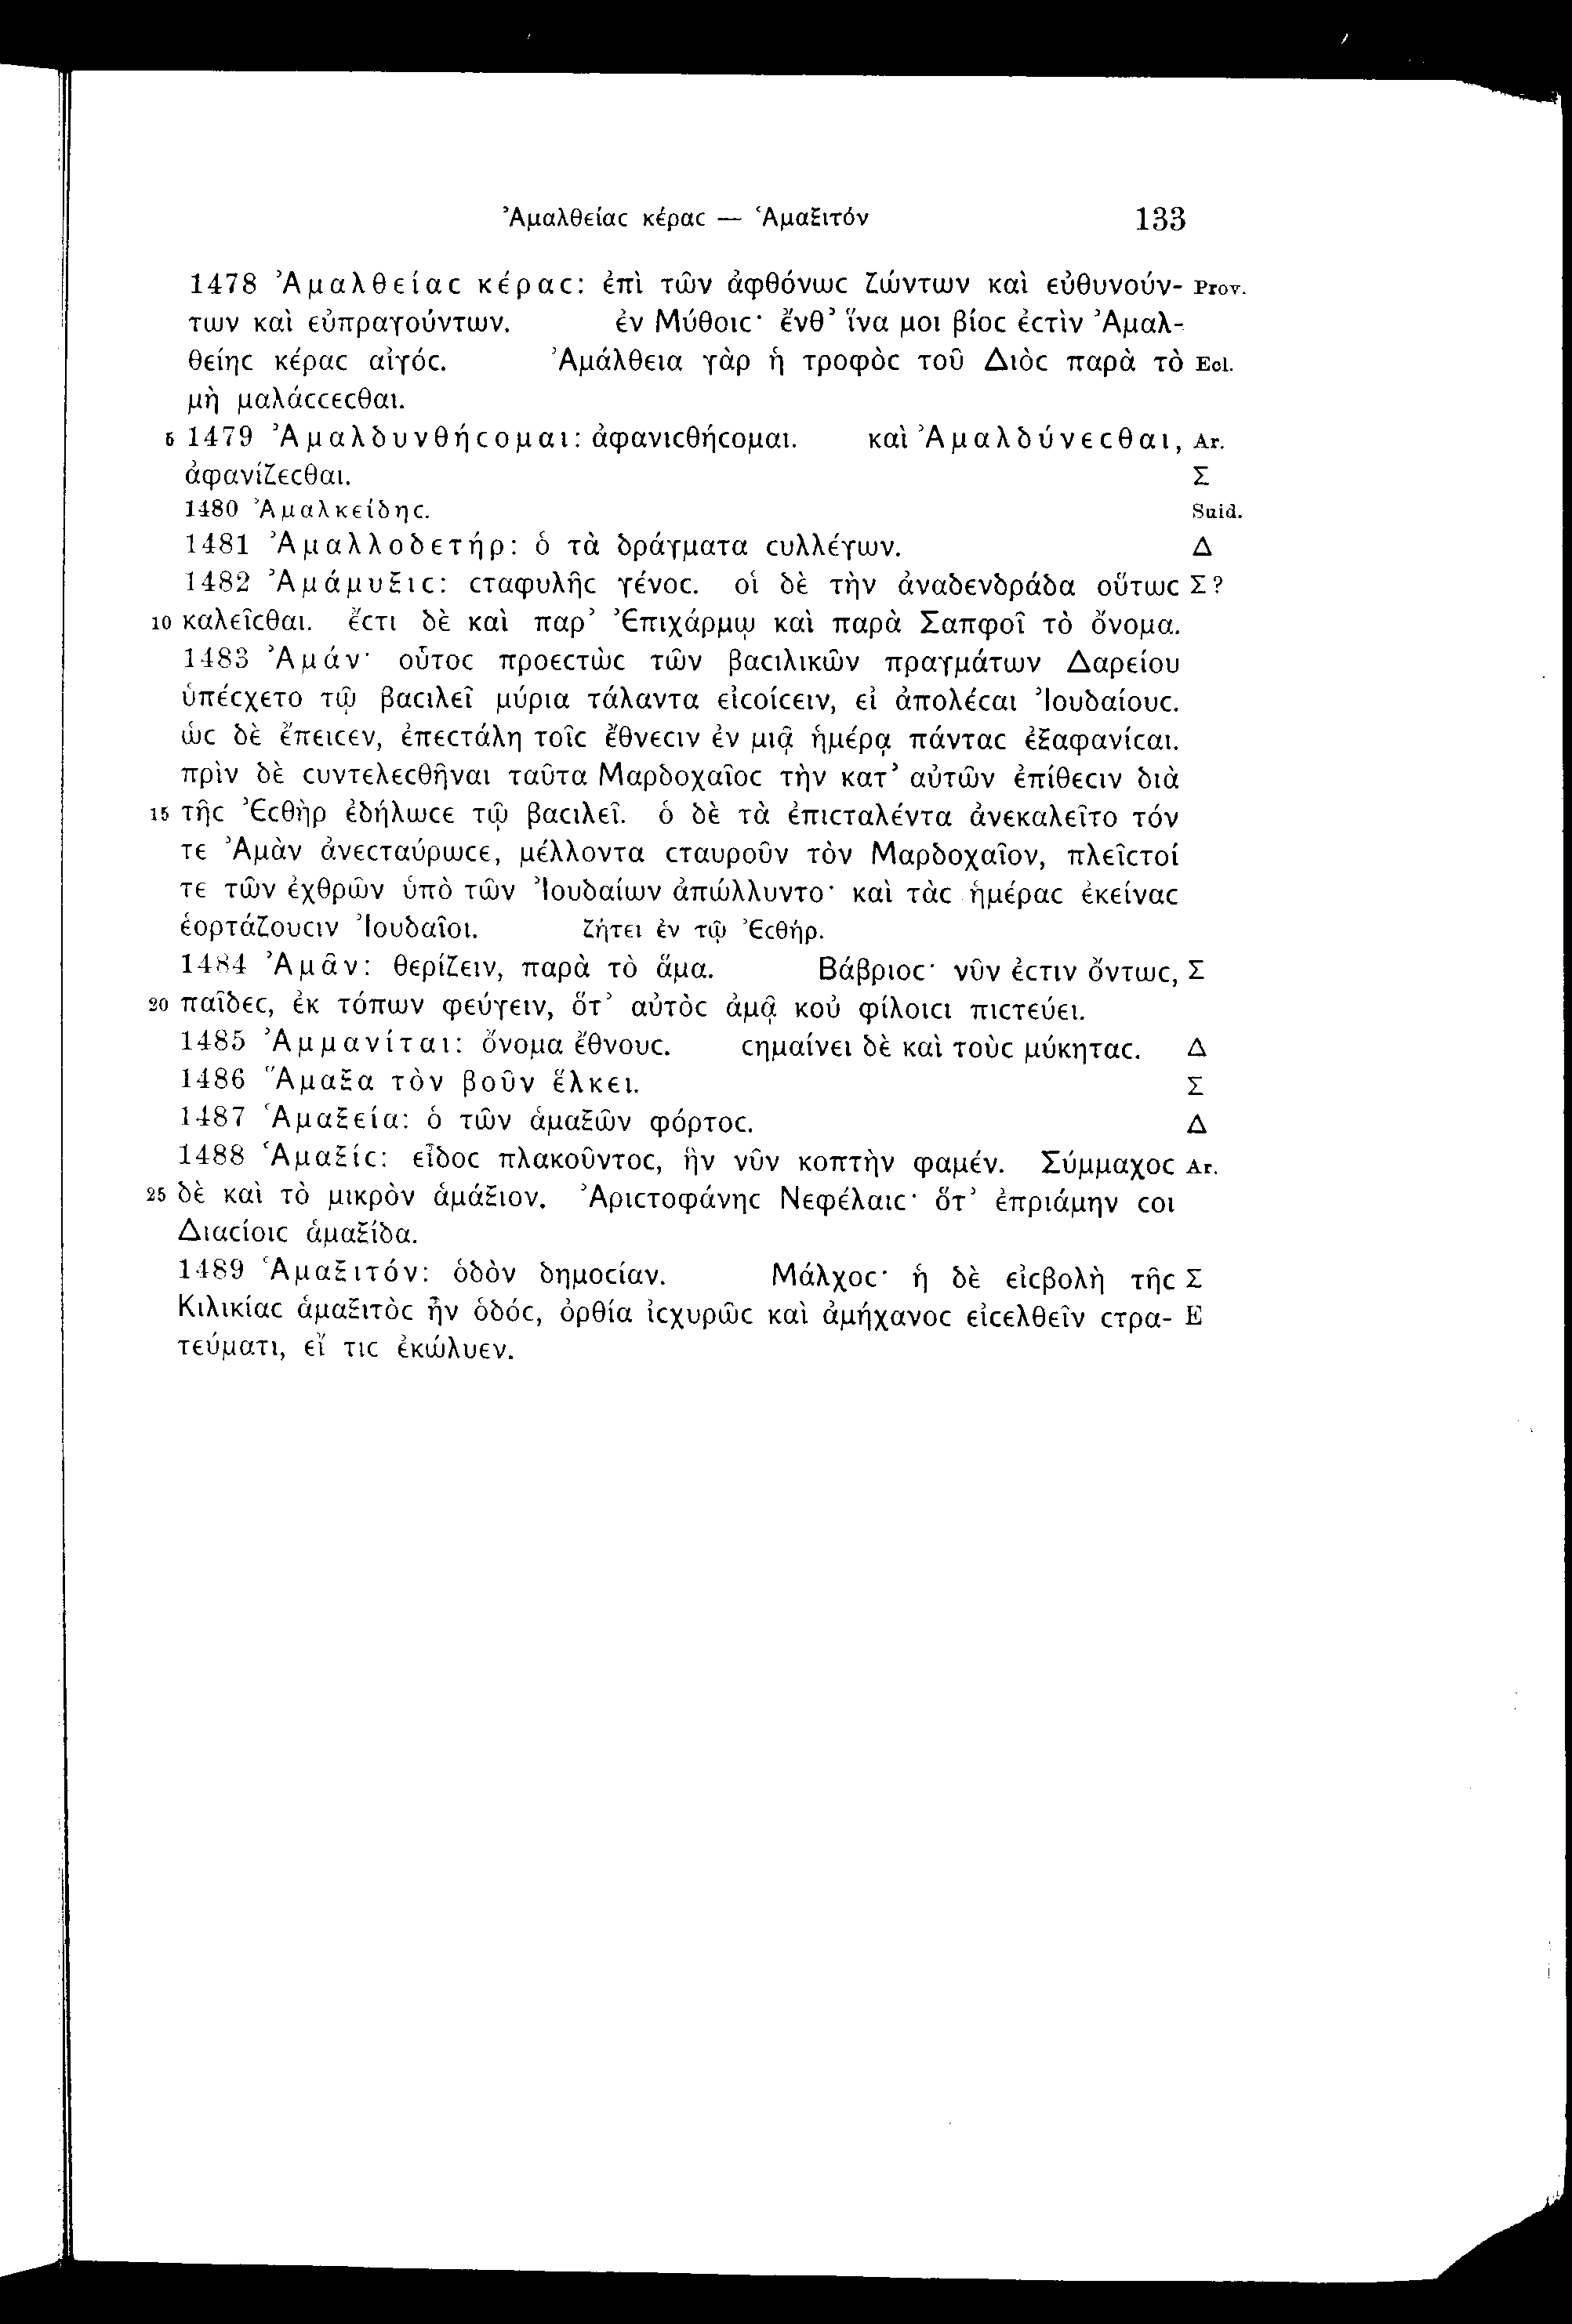 Ἀμαλθείαϲ κέραϲ — Ἁμαξιτόν 133
1478 Ἀμαλθείαϲ κέραϲ: ἐπὶ τῶν ἀφθόνωϲ ζώντων καὶ εὐθυνούν- Prov.
των καὶ εὐπραγούντων. ἐν Μύθοιϲ· ἔνθ’ ἵνα μοι βίοϲ ἐϲτὶν Ἀμαλ-
θείηϲ κέραϲ αἰγόϲ. Ἀμάλθεια γὰρ ἡ τροφὸϲ τοῦ Διὸϲ παρὰ τὸ Ecl.
μὴ μαλάϲϲεϲθαι.
5 1479 Ἀμαλδυνθήϲομαι: ἀφανιϲθήϲομαι. καὶ Ἀμαλδύνεϲθαι, Ar.
ἀφανίζεϲθαι. Σ
1480 Ἀμαλκείδηϲ. Suid.
1481 Ἀμαλλοδετήρ: ὁ τὰ δράγματα ϲυλλέγων. Δ
1482 Ἀμάμυξιϲ: ϲταφυλῆϲ γένοϲ. οἱ δὲ τὴν ἀναδενδράδα οὕτωϲ Σ?
10 καλεῖϲθαι. ἔϲτι δὲ καὶ παρ’ Ἐπιχάρμῳ καὶ παρὰ Σαπφοῖ τὸ ὄνομα.
1483 Ἀμάν· οὗτοϲ προεϲτὼϲ τῶν βαϲιλικῶν πραγμάτων Δαρείου
ὑπέϲχετο τῷ βαϲιλεῖ μύρια τάλαντα εἰϲοίϲειν, εἰ ἀπολέϲαι Ἰουδαίουϲ.
ὡϲ δὲ ἔπειϲεν, ἐπεϲτάλη τοῖϲ ἔθνεϲιν ἐν μιᾷ ἡμέρᾳ πάνταϲ ἐξαφανίϲαι.
πρὶν δὲ ϲυντελεϲθῆναι ταῦτα Μαρδοχαῖοϲ τὴν κατ’ αὐτῶν ἐπίθεϲιν διὰ
15 τῆϲ Ἐϲθὴρ ἐδήλωϲε τῷ βαϲιλεῖ. ὁ δὲ τὰ ἐπιϲταλέντα ἀνεκαλεῖτο τόν
τε Ἀμὰν ἀνεϲταύρωϲε, μέλλοντα ϲταυροῦν τὸν Μαρδοχαῖον, πλεῖϲτοί
τε τῶν ἐχθρῶν ὑπὸ τῶν Ἰουδαίων ἀπώλλυντο· καὶ τὰϲ ἡμέραϲ ἐκείναϲ
ἑορτάζουϲιν Ἰουδαῖοι. ζήτει ἐν τῷ Ἐϲθήρ.
1484 Ἀμᾶν: θερίζειν, παρὰ τὸ ἅμα. Βάβριοϲ· νῦν ἐϲτιν ὄντωϲ, Σ
20 παῖδεϲ, ἐκ τόπων φεύγειν, ὅτ’ αὐτὸϲ ἀμᾷ κοὐ φίλοιϲι πιϲτεύει.
1485 Ἀμμανίται: ὄνομα ἔθνουϲ. ϲημαίνει δὲ καὶ τοὺϲ μύκηταϲ. Δ
1486 Ἅμαξα τὸν βοῦν ἕλκει. Σ
1487 Ἁμαξεία: ὁ τῶν ἁμαξῶν φόρτοϲ. Δ
1488 Ἁμαξίϲ: εἶδοϲ πλακοῦντοϲ, ἣν νῦν κοπτὴν φαμέν. Σύμμαχοϲ Ar.
25 δὲ καὶ τὸ μικρὸν ἁμάξιον. Ἀριϲτοφάνηϲ Νεφέλαιϲ· ὅτ’ ἐπριάμην ϲοι
Διαϲίοιϲ ἁμαξίδα.
1489 Ἁμαξιτόν: ὁδὸν δημοϲίαν. Μάλχοϲ· ἡ δὲ εἰϲβολὴ τῆϲ Σ
Κιλικίαϲ ἁμαξιτὸϲ ἦν ὁδόϲ, ὀρθία ἰϲχυρῶϲ καὶ ἀμήχανοϲ εἰϲελθεῖν ϲτρα- E
τεύματι, εἴ τιϲ ἐκώλυεν.